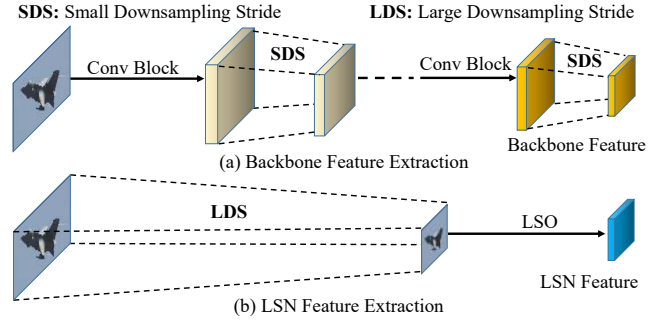 SDS: Small Downsampling Stride LDS: Large Downsampling Stride
Conv Block SDS Conv Block SDS
Backbone Feature
(a) Backbone Feature Extraction
LDS
LSO
LSN Feature
(b) LSN Feature Extraction